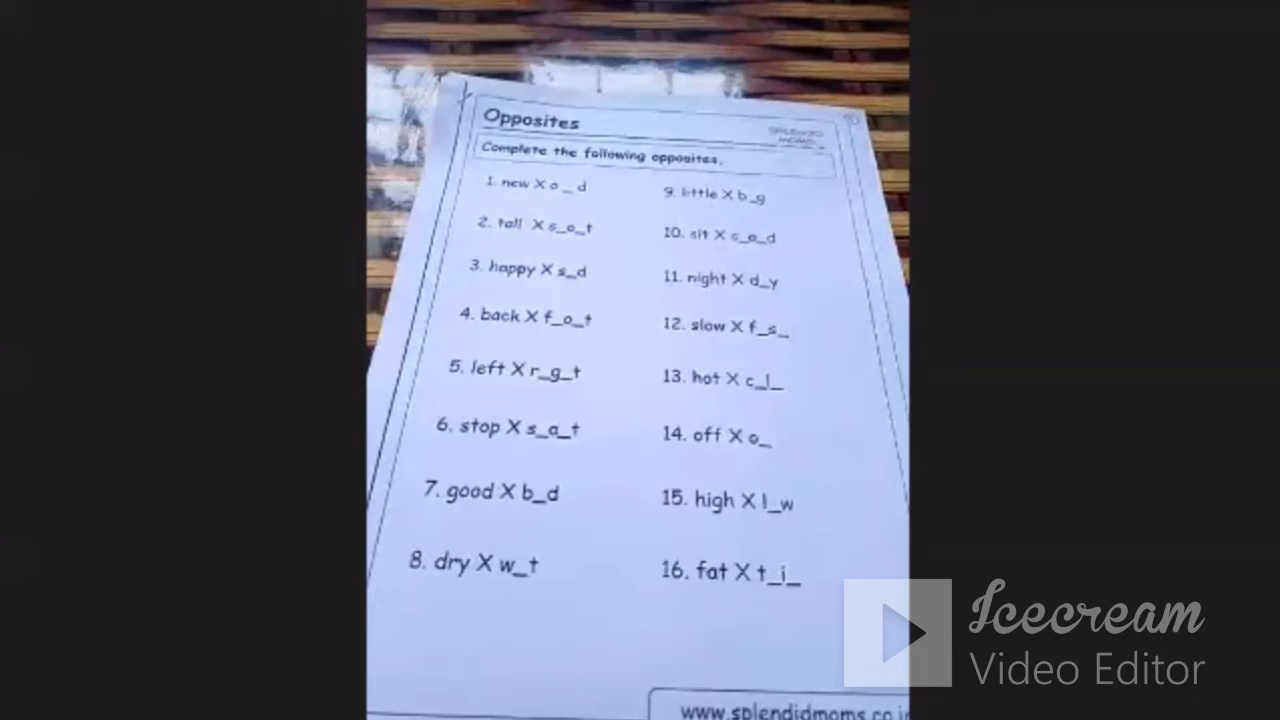 Opposites
SPLENDID
MOMS
Complete the following opposites.
1. new X o _ d
2. tall X s_o_t
3. happy X s_d
4. back X f_o_t
5. left X r_g_t
6. stop X s_a_t
7. good X b_d
8. dry X w_t
9. little X b_g
10. sit X s_a_d
11. night X d_y
12. slow X f_s_
13. hot X c_l_
14. off X o_
15. high X l_w
16. fat X t_i_
www.splendidmoms.co.in
Icecream
Video Editor